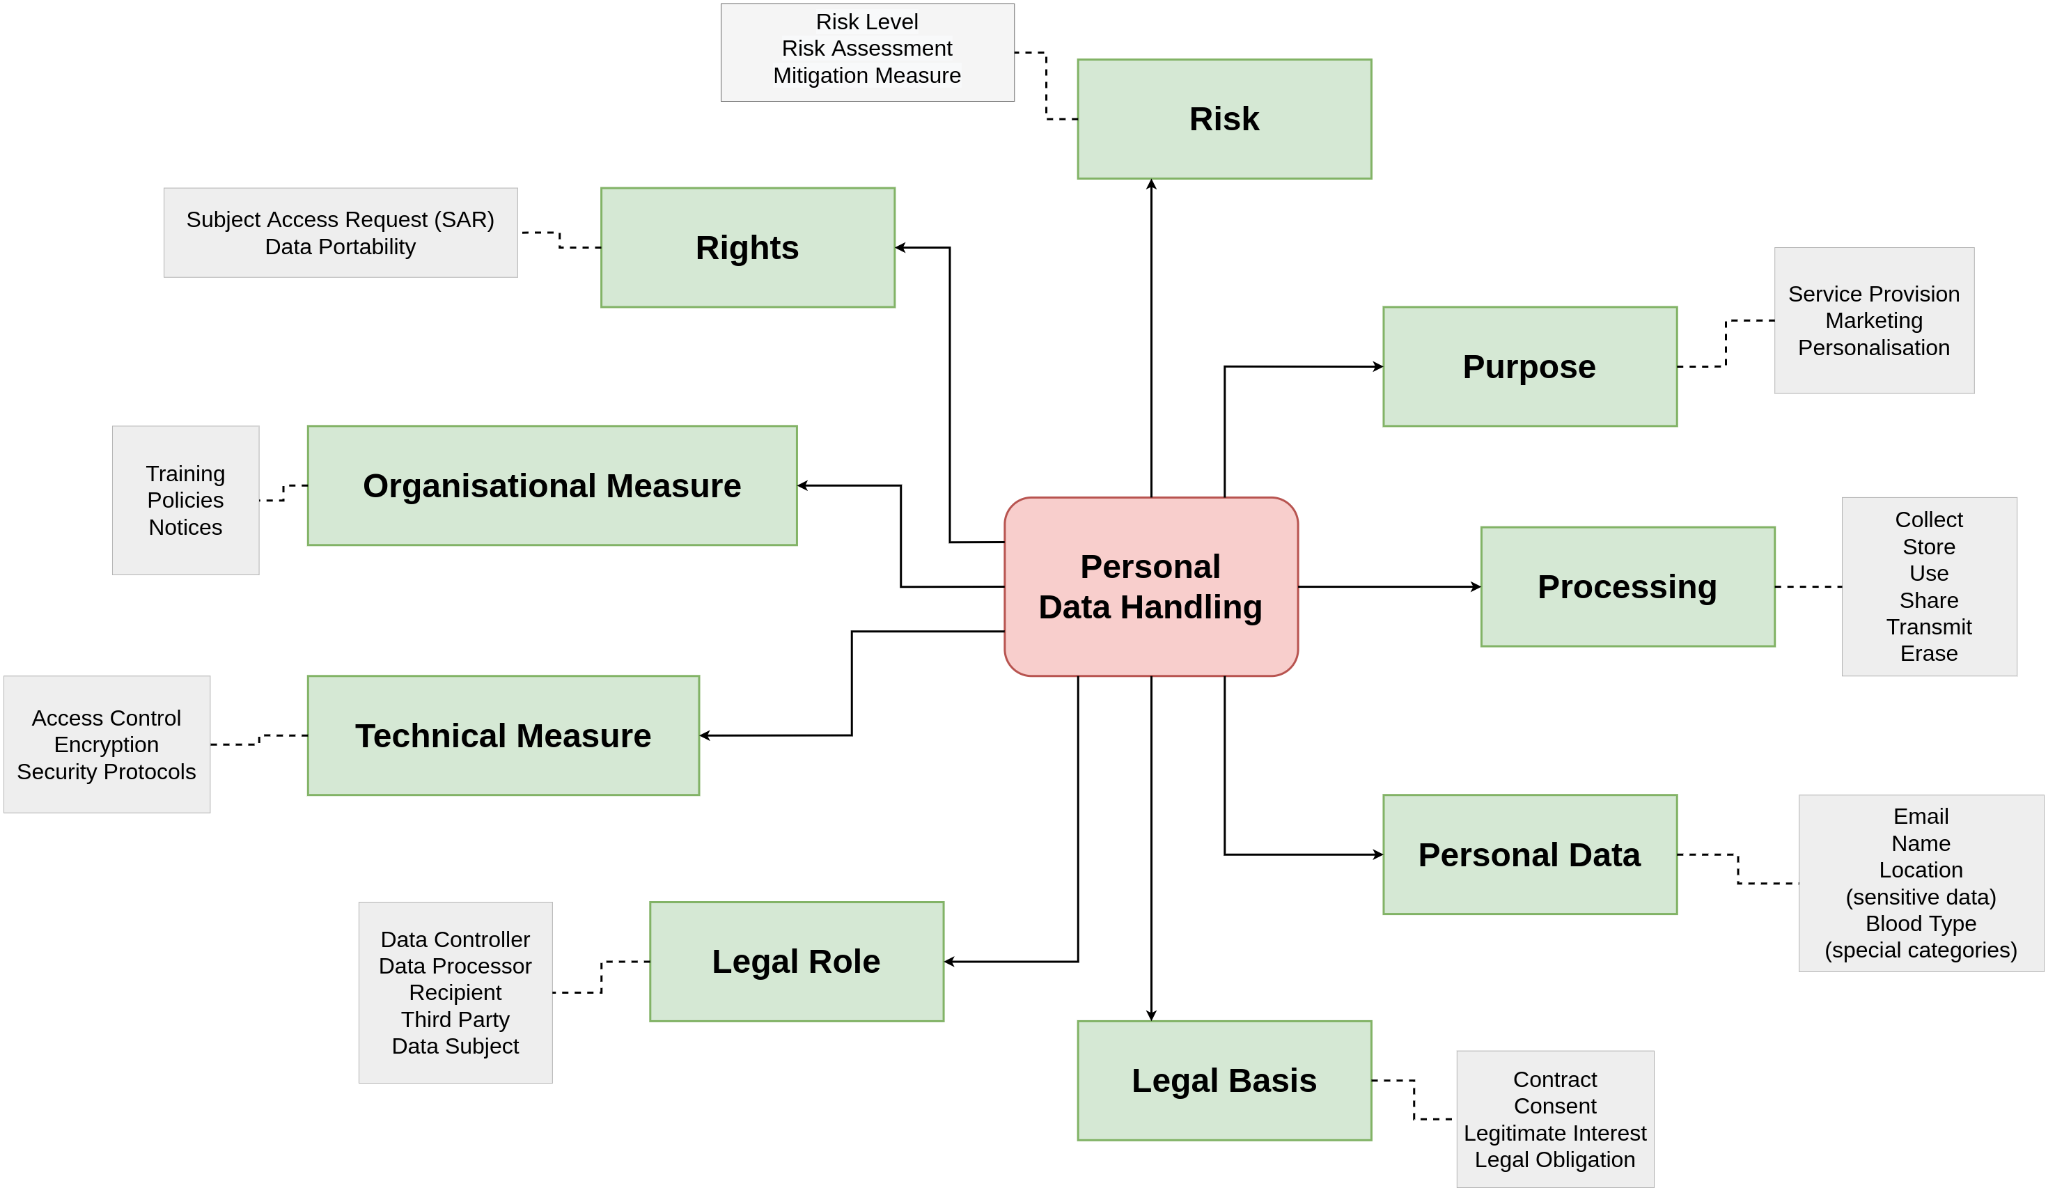 Risk Level
Risk Assessment
Mitigation Measure
Risk
Subject Access Request (SAR)
Data Portability
Rights
Service Provision
Marketing
Personalisation
Purpose
Training
Policies
Notices
Organisational Measure
Personal
Data Handling
Processing
Collect
Store
Use
Share
Transmit
Erase
Access Control
Encryption
Security Protocols
Technical Measure
Personal Data
Email
Name
Location
(sensitive data)
Blood Type
(special categories)
Data Controller
Data Processor
Recipient
Third Party
Data Subject
Legal Role
Legal Basis
Contract
Consent
Legitimate Interest
Legal Obligation